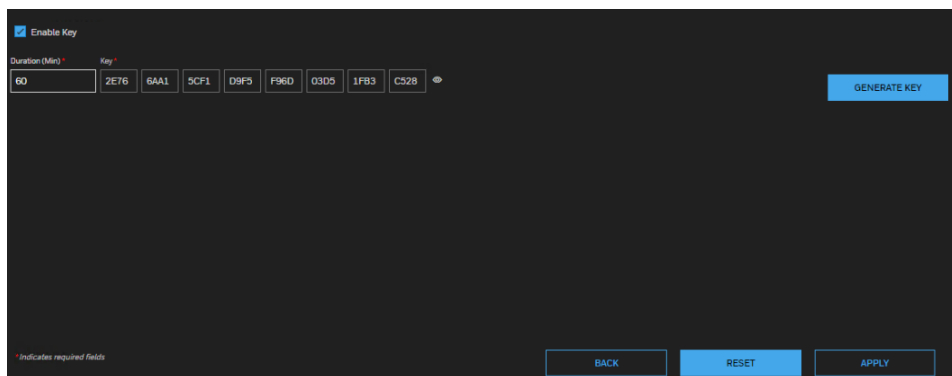 Enable Key
Duration (Min) * Key *
60 2E76 6AA1 5CF1 D9F5 F96D 03D5 1FB3 C528
GENERATE KEY
* Indicates required fields
BACK RESET APPLY